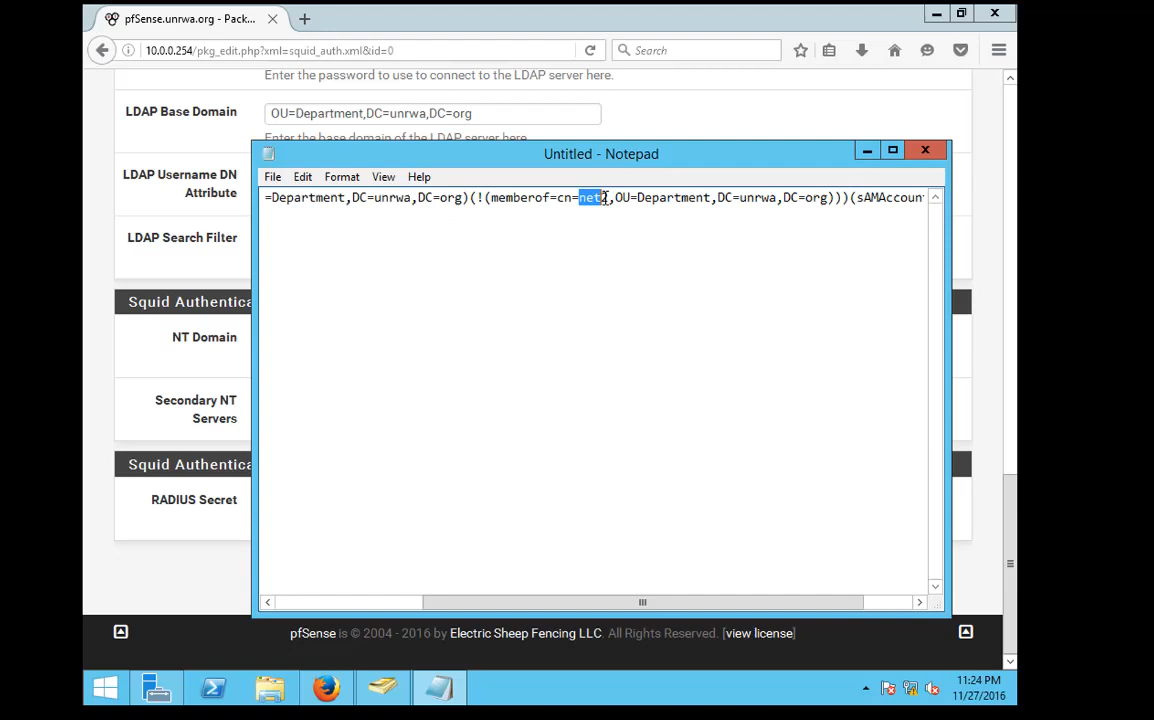 pfSense.unrwa.org - Pack...
10.0.0.254/pkg_edit.php?xml=squid_auth.xml&id=0
Search
Enter the password to use to connect to the LDAP server here.
LDAP Base Domain
OU=Department,DC=unrwa,DC=org
Enter the base domain of the LDAP server here.
Untitled - Notepad
File Edit Format View Help
=Department,DC=unrwa,DC=org)(!(memberof=cn=net2,OU=Department,DC=unrwa,DC=org)))(sAMAccoun
LDAP Username DN
Attribute
LDAP Search Filter
Squid Authentica
NT Domain
Secondary NT
Servers
Squid Authentica
RADIUS Secret
pfSense is © 2004 - 2016 by Electric Sheep Fencing LLC. All Rights Reserved. [view license]
11:24 PM
11/27/2016